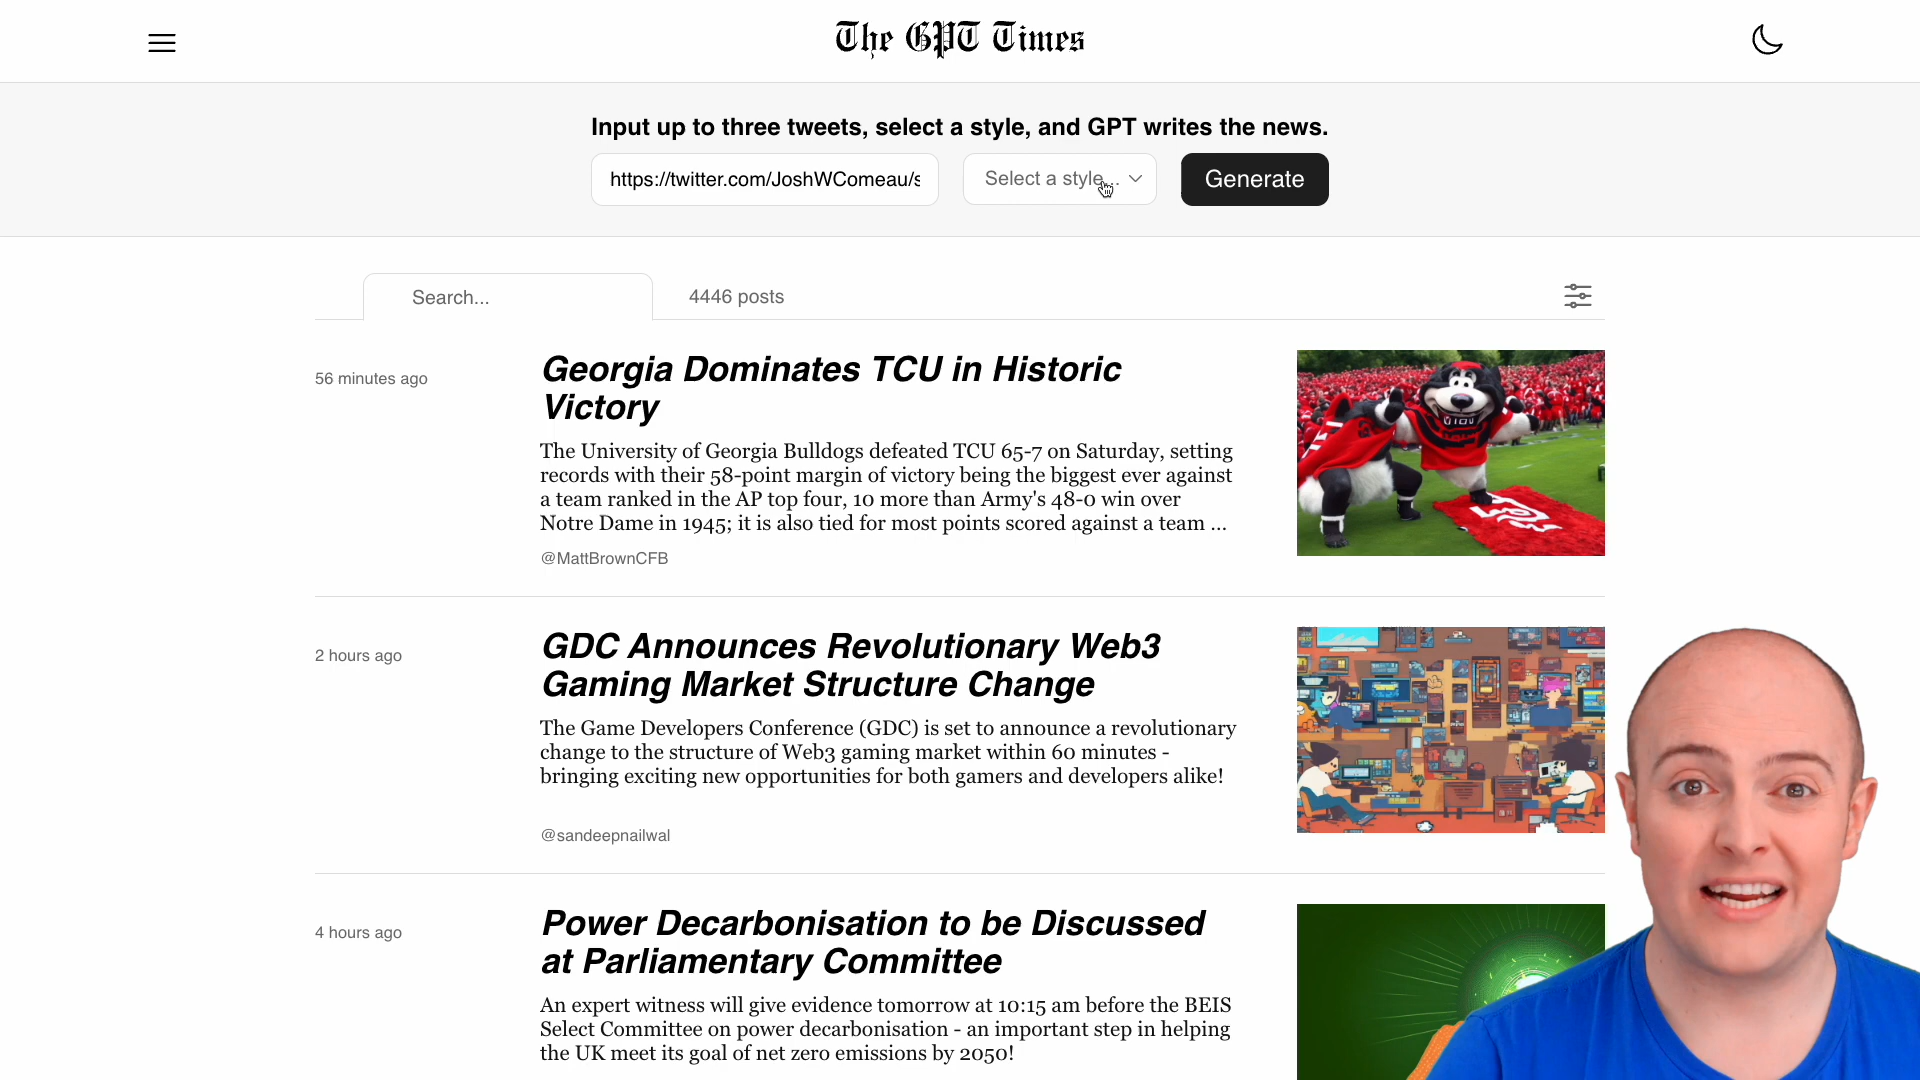 The GPT Times
Input up to three tweets, select a style, and GPT writes the news.
https://twitter.com/JoshWComeau/s
Select a style...
Generate
Search...
4446 posts
56 minutes ago
Georgia Dominates TCU in Historic
Victory
The University of Georgia Bulldogs defeated TCU 65-7 on Saturday, setting
records with their 58-point margin of victory being the biggest ever against
a team ranked in the AP top four, 10 more than Army's 48-0 win over
Notre Dame in 1945; it is also tied for most points scored against a team ...
@MattBrownCFB
2 hours ago
GDC Announces Revolutionary Web3
Gaming Market Structure Change
The Game Developers Conference (GDC) is set to announce a revolutionary
change to the structure of Web3 gaming market within 60 minutes -
bringing exciting new opportunities for both gamers and developers alike!
@sandeepnailwal
4 hours ago
Power Decarbonisation to be Discussed
at Parliamentary Committee
An expert witness will give evidence tomorrow at 10:15 am before the BEIS
Select Committee on power decarbonisation - an important step in helping
the UK meet its goal of net zero emissions by 2050!